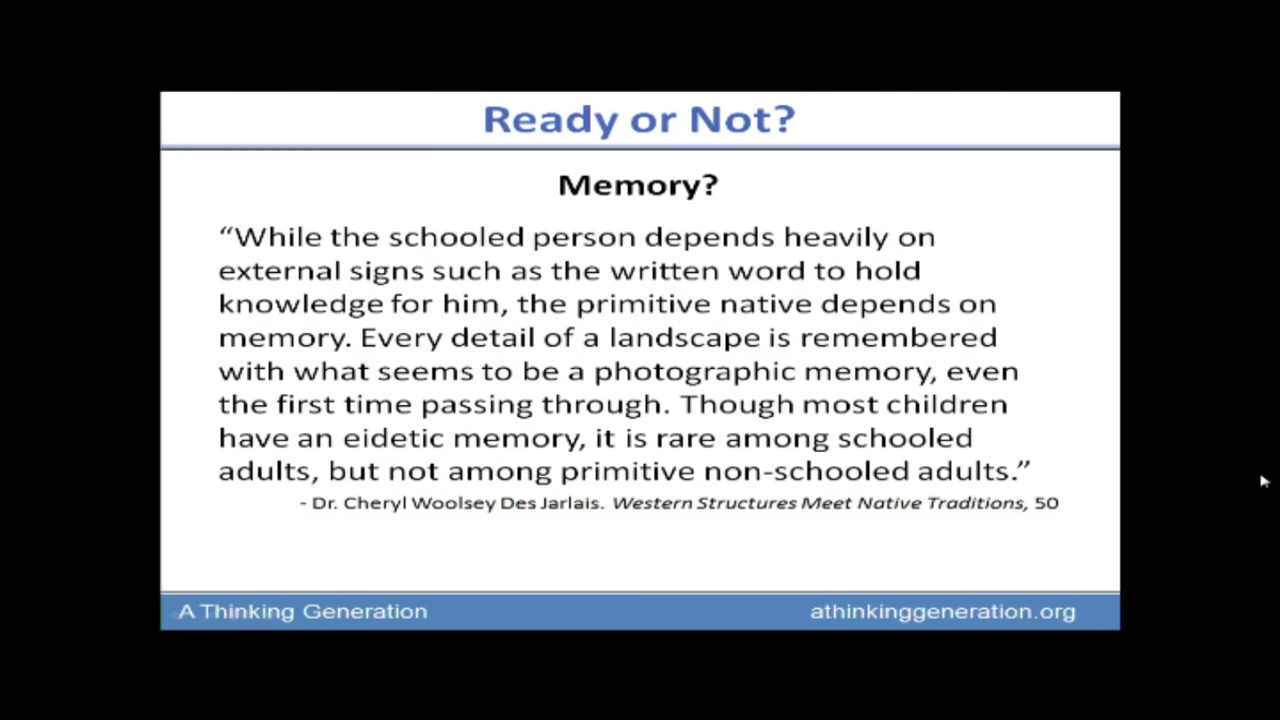 Ready or Not?
Memory?
“While the schooled person depends heavily on
external signs such as the written word to hold
knowledge for him, the primitive native depends on
memory. Every detail of a landscape is remembered
with what seems to be a photographic memory, even
the first time passing through. Though most children
have an eidetic memory, it is rare among schooled
adults, but not among primitive non-schooled adults.”
- Dr. Cheryl Woolsey Des Jarlais. Western Structures Meet Native Traditions, 50
A Thinking Generation
athinkinggeneration.org